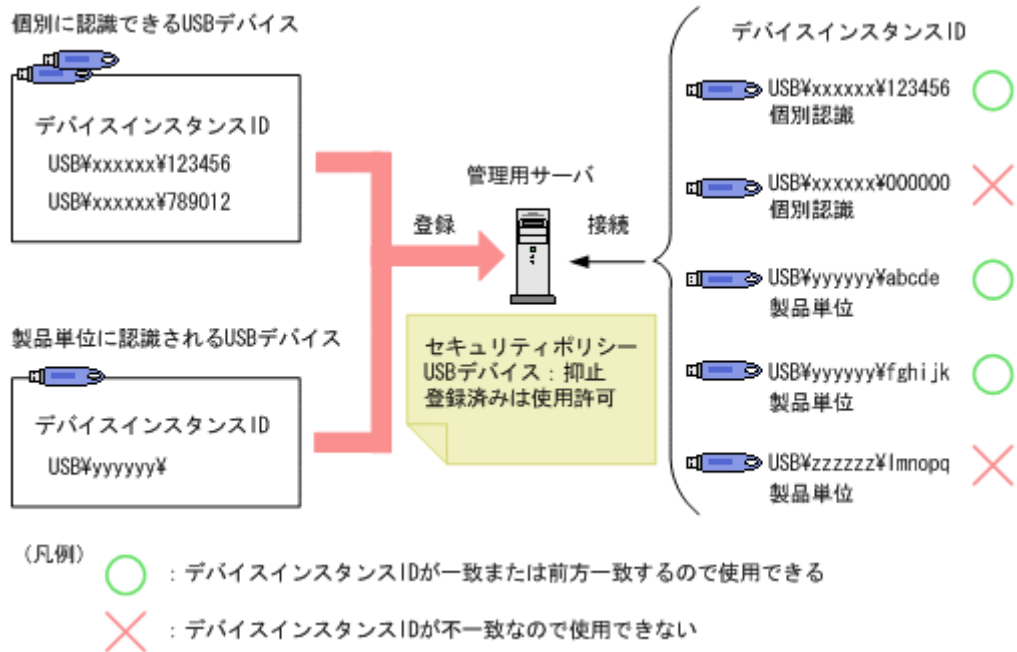 個別に認識できるUSBデバイス
デバイスインスタンスID
USB¥xxxxxx¥123456
USB¥xxxxxx¥789012
製品単位に認識されるUSBデバイス
デバイスインスタンスID
USB¥yyyyyy¥
登録
管理用サーバ
接続
セキュリティポリシー
USBデバイス：抑止
登録済みは使用許可
デバイスインスタンスID
USB¥xxxxxx¥123456
個別認識
USB¥xxxxxx¥000000
個別認識
USB¥yyyyyy¥abcde
製品単位
USB¥yyyyyy¥fghijk
製品単位
USB¥zzzzzz¥lmnopq
製品単位
（凡例）
：デバイスインスタンスIDが一致または前方一致するので使用できる
：デバイスインスタンスIDが不一致なので使用できない